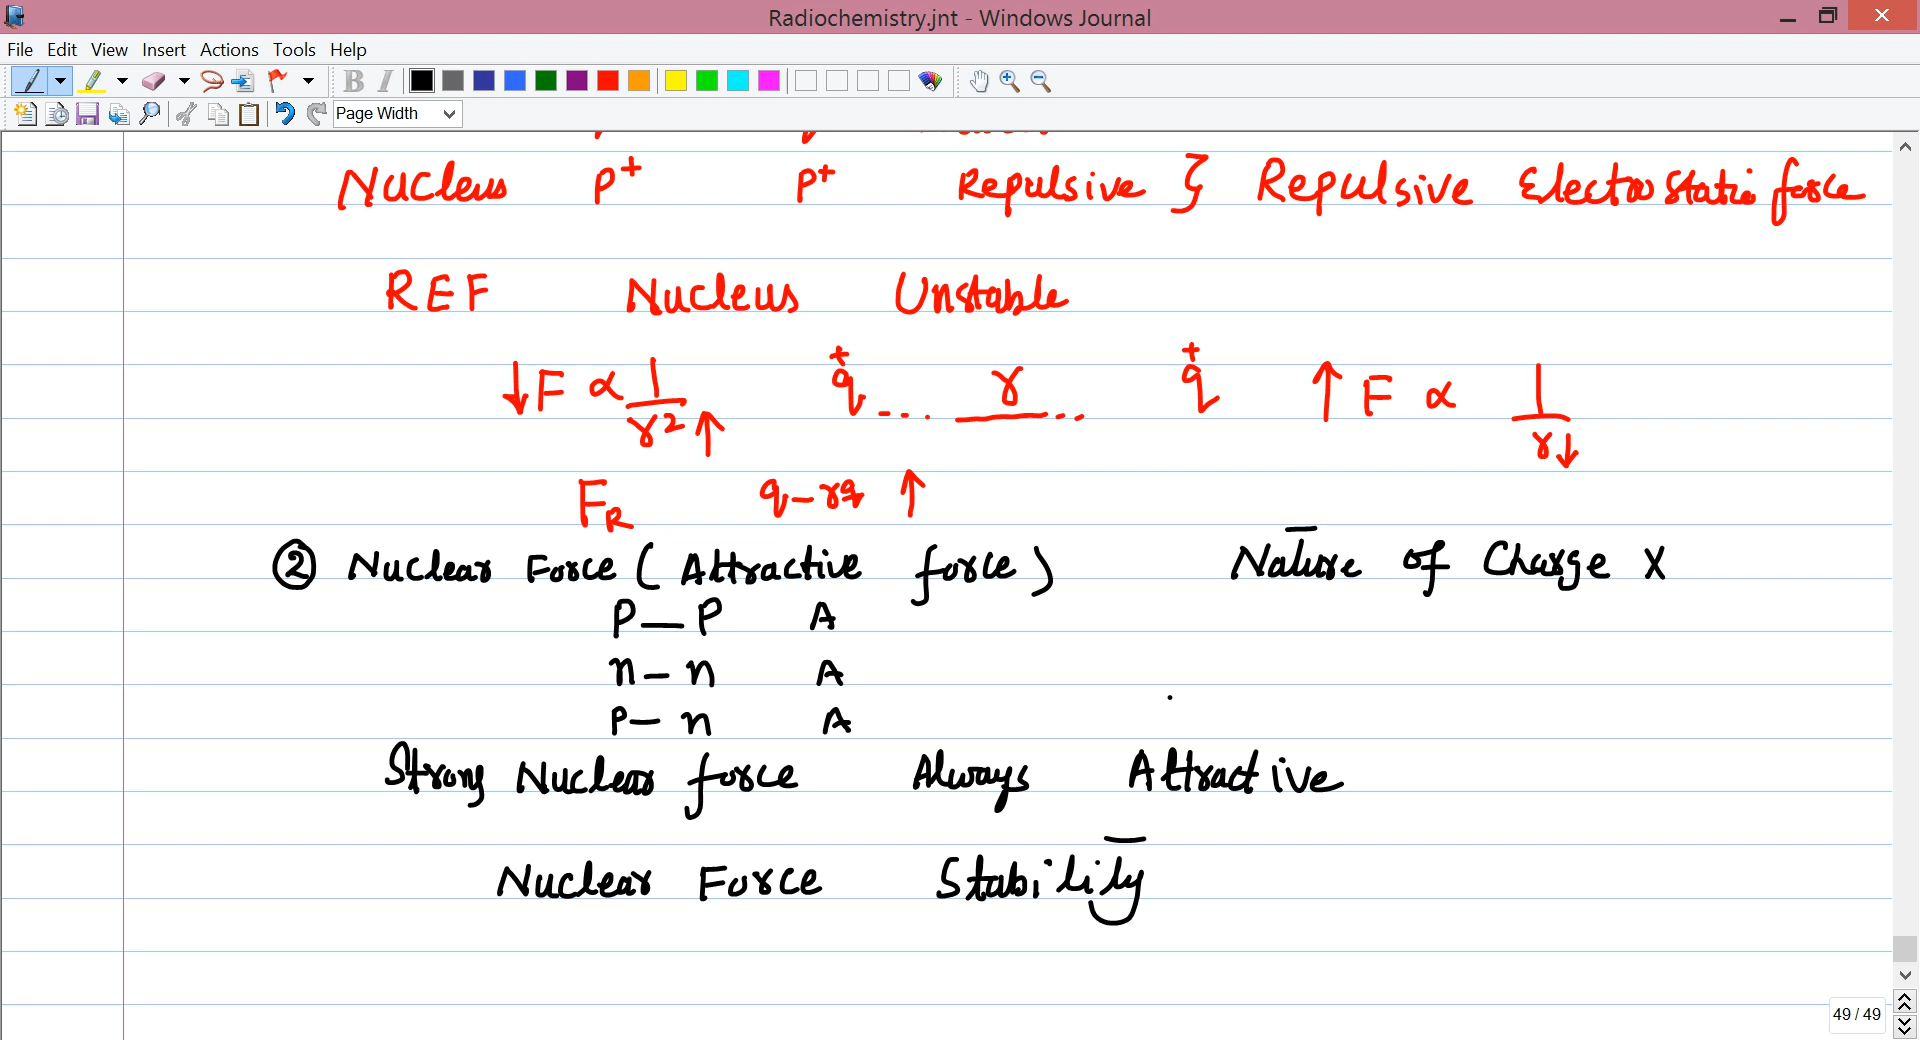 Radiochemistry.jnt - Windows Journal
File Edit View Insert Actions Tools Help
B I
Page Width
Nucleus p+ p+ Repulsive } Repulsive Electrostatic force
REF Nucleus Unstable
↓F ∝ 1/r2↑ +q ... r ... +q ↑F ∝ 1/r↓
FR q-rq ↑
② Nuclear Force (Attractive force) Nature of Charge X
P-P A
n-n A
P-n A
Strong Nuclear force Always Attractive
Nuclear Force Stability
49 / 49